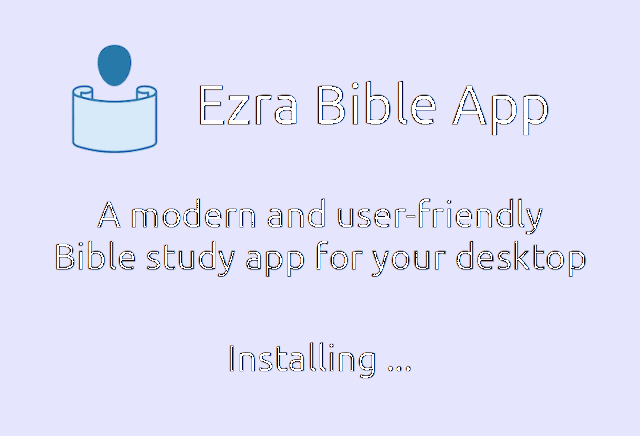 Ezra Bible App
A modern and user-friendly
Bible study app for your desktop
Installing ...